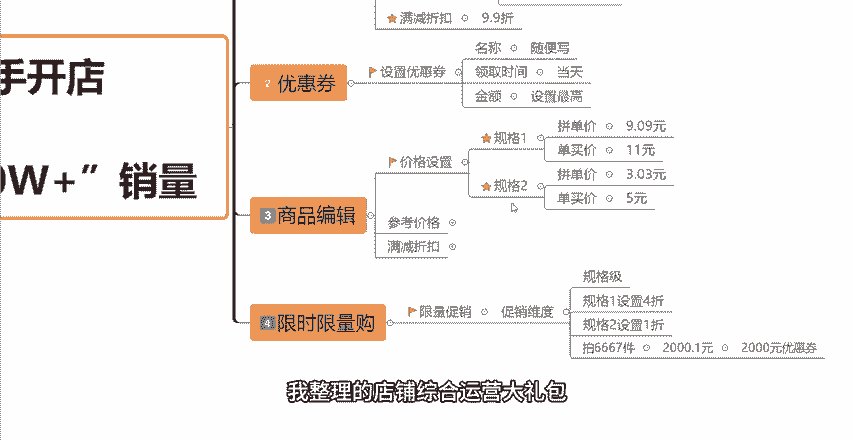 满减折扣 9.9折
手开店
0W+”销量
2 优惠券
设置优惠券
名称 随便写
领取时间 当天
金额 设置最高
3 商品编辑
价格设置
规格1
拼单价 9.09元
单买价 11元
规格2
拼单价 3.03元
单买价 5元
参考价格
满减折扣
4 限时限量购
限量促销 促销维度
规格级
规格1设置4折
规格2设置1折
拍6667件 2000.1元 2000元优惠券
我整理的店铺综合运营大礼包